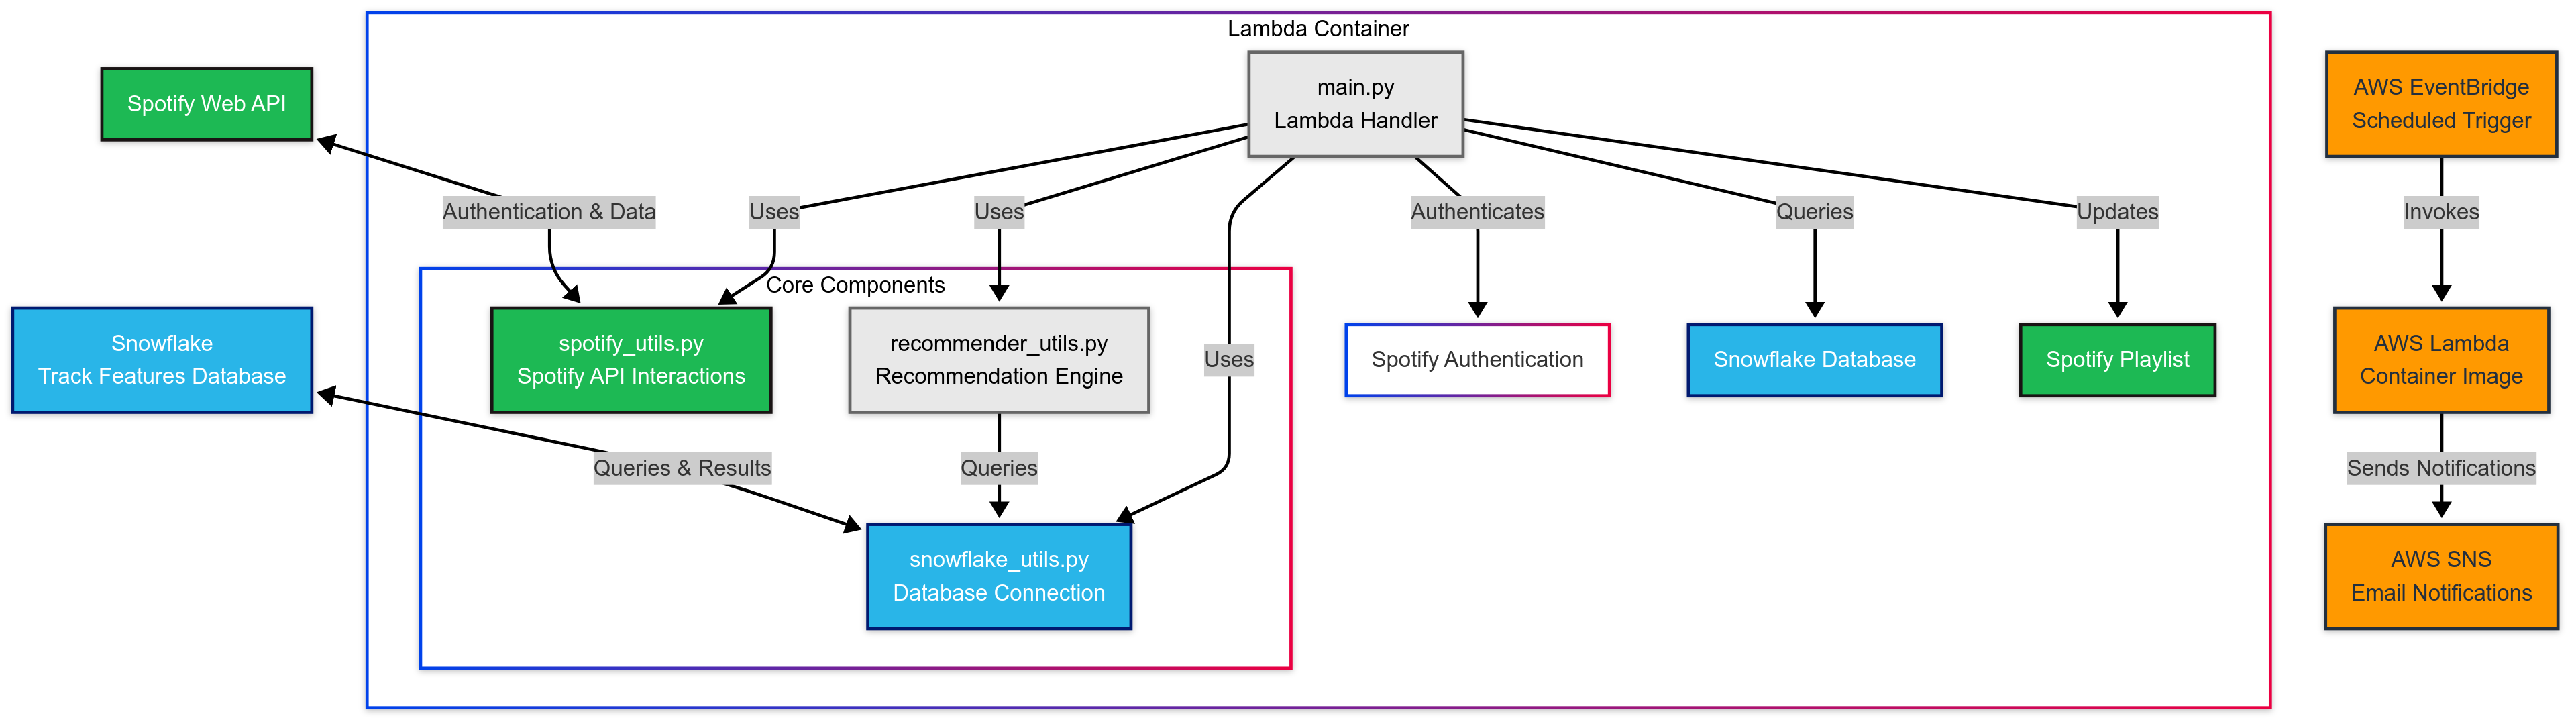 Lambda Container
main.py
Lambda Handler
AWS EventBridge
Scheduled Trigger
Spotify Web API
Authentication & Data
Uses
Uses
Authenticates
Queries
Updates
Invokes
Core Components
Snowflake
Track Features Database
spotify_utils.py
Spotify API Interactions
recommender_utils.py
Recommendation Engine
Uses
Spotify Authentication
Snowflake Database
Spotify Playlist
AWS Lambda
Container Image
Queries & Results
Queries
Sends Notifications
snowflake_utils.py
Database Connection
AWS SNS
Email Notifications